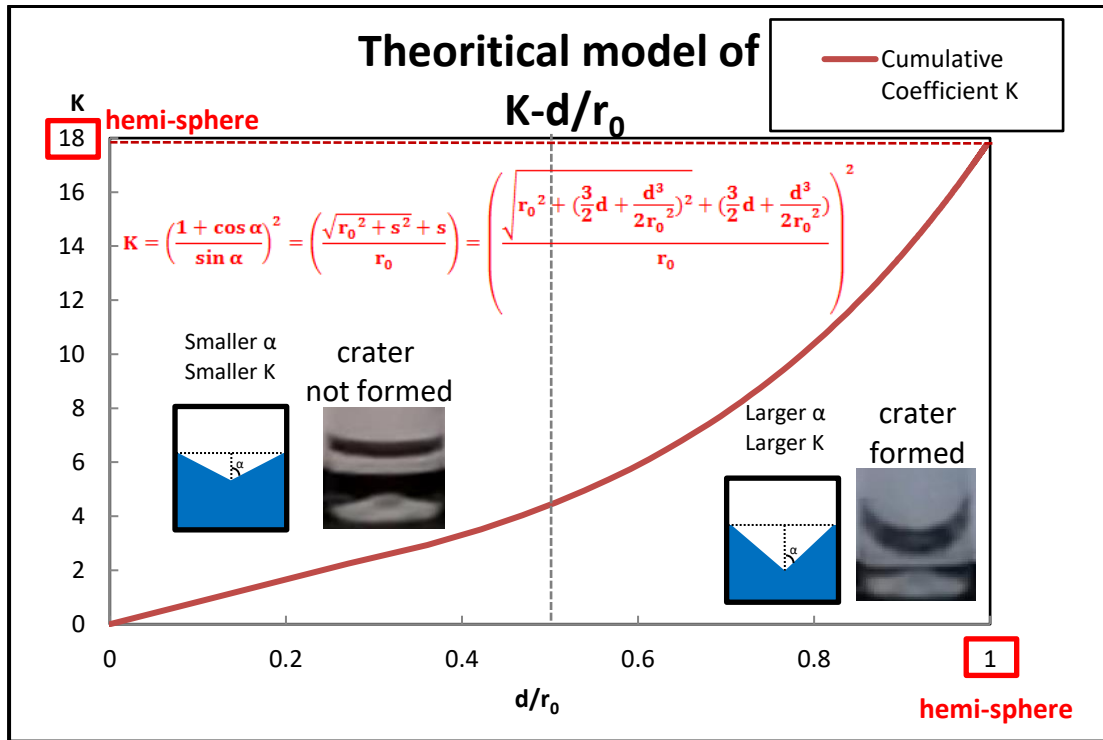 Theoritical model of
K-d/r₀
Cumulative
Coefficient K
K
hemi-sphere
18
16
14
12
10
8
6
4
2
0
K = ((1 + cos α)/(sin α))² = ((√(r₀² + s²) + s)/r₀) = ((√(r₀² + (3/2 d + d³/(2r₀²))²) + (3/2 d + d³/(2r₀²)))/r₀)²
Smaller α
Smaller K
crater
not formed
α
Larger α
Larger K
crater
formed
α
0
0.2
0.4
0.6
0.8
1
d/r₀
hemi-sphere